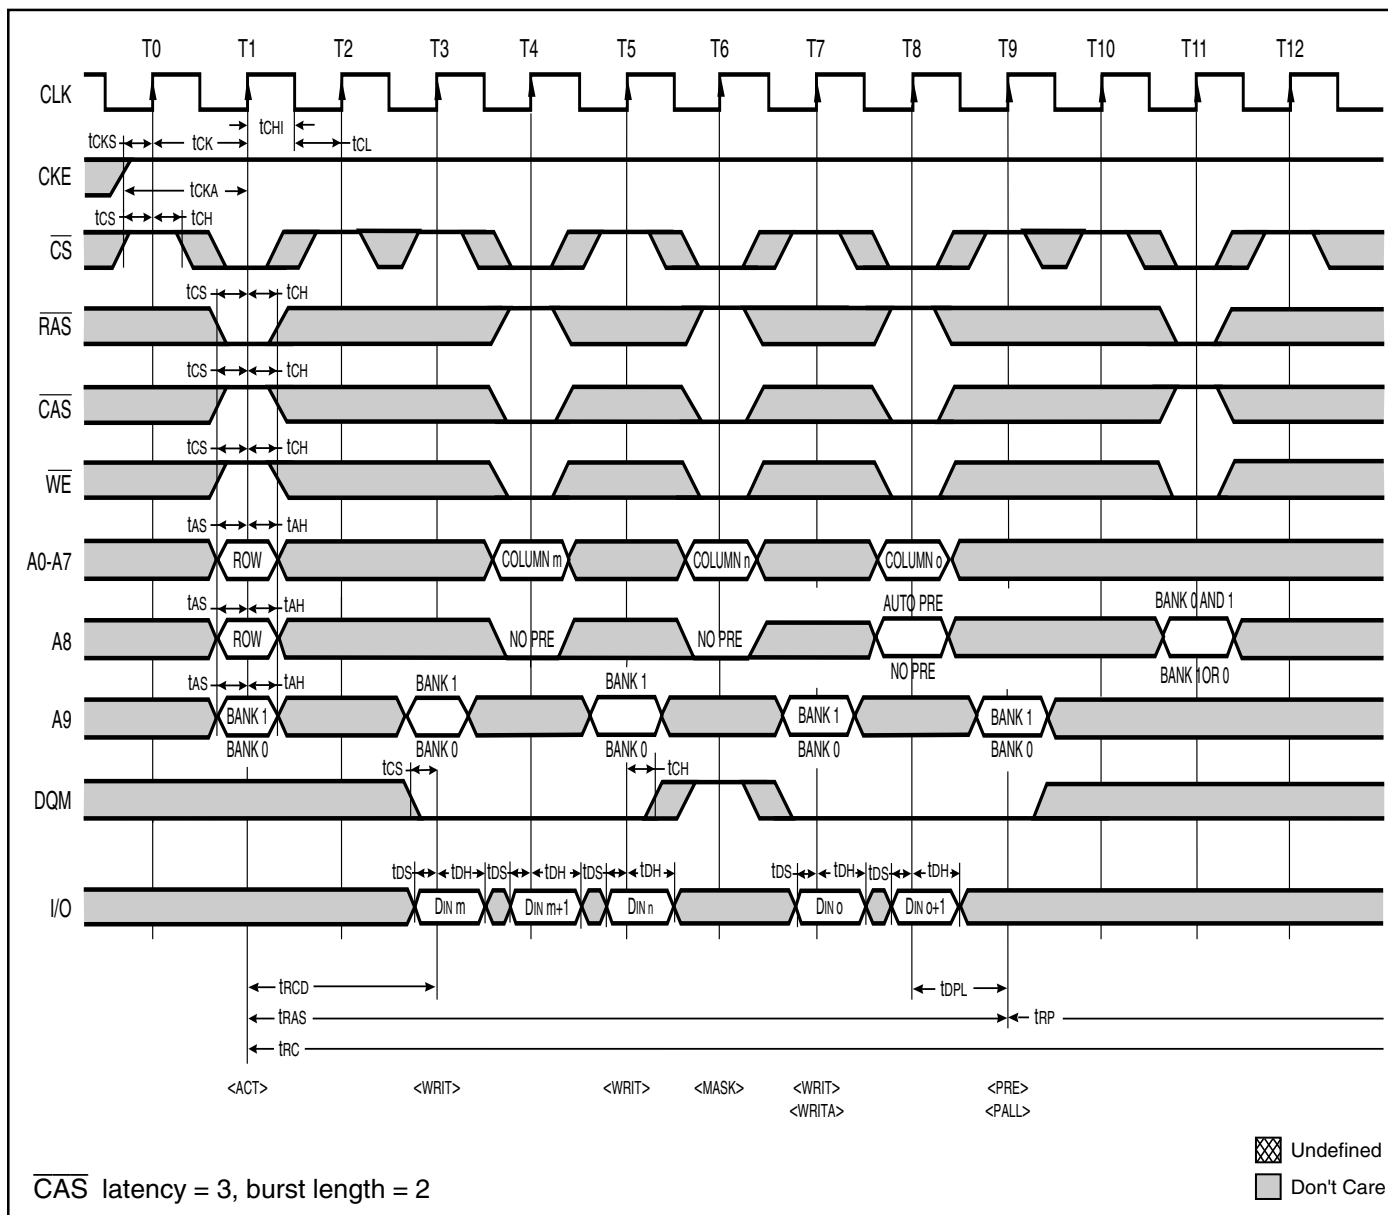 T0 T1 T2 T3 T4 T5 T6 T7 T8 T9 T10 T11 T12
CLK
tCHI
tCKS tCK tCL
CKE
tCKA
tCS tCH
CS
tCS tCH
RAS
tCS tCH
CAS
tCS tCH
WE
tAS tAH
A0-A7 ROW COLUMN m COLUMN n COLUMN o
tAS tAH AUTO PRE BANK 0 AND 1
A8 ROW NO PRE NO PRE
NO PRE BANK 1 OR 0
tAS tAH BANK 1 BANK 1
A9 BANK 1 BANK 1 BANK 1
BANK 0 BANK 0 BANK 0 BANK 0 BANK 0
tCS tCH
DQM
tDS tDH tDS tDH tDS tDH tDS tDH tDS tDH
I/O DIN m DIN m+1 DIN n DIN o DIN o+1
tRCD tDPL
tRAS tRP
tRC
<ACT> <WRIT> <WRIT> <MASK> <WRIT> <PRE>
<WRITA> <PALL>
Undefined
CAS latency = 3, burst length = 2
Don't Care